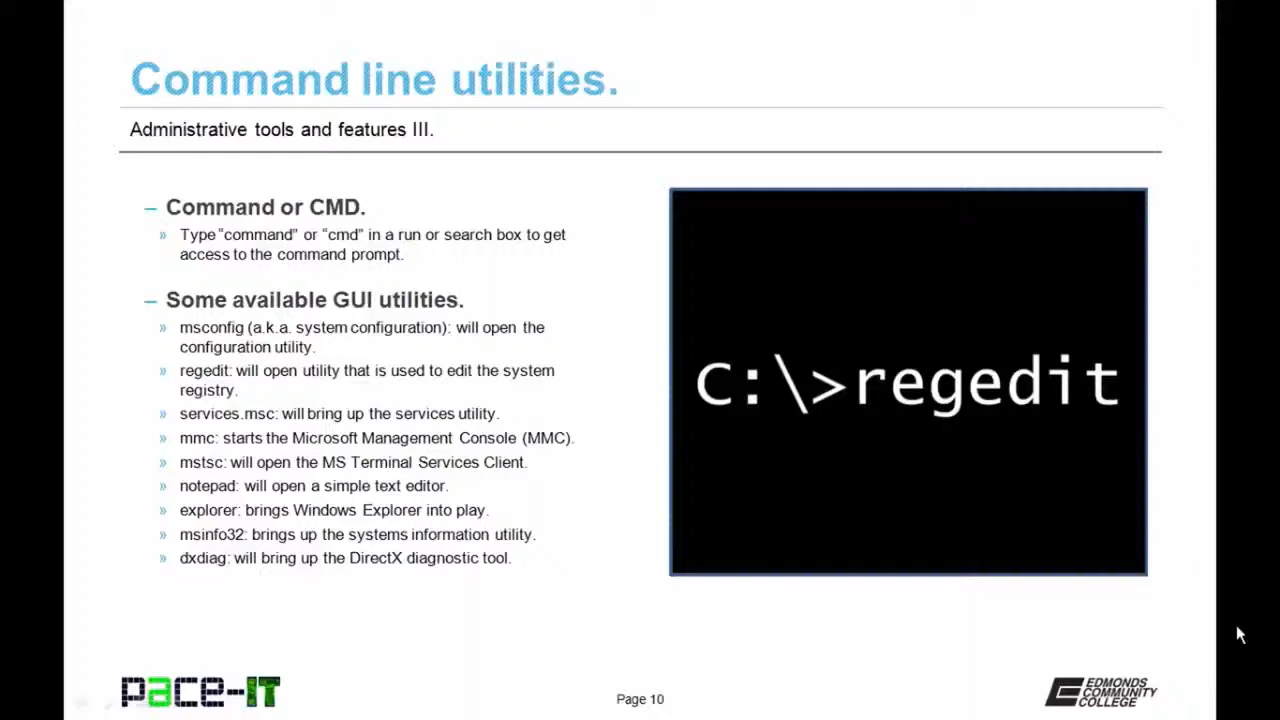 Command line utilities.
Administrative tools and features III.
– Command or CMD.
» Type “command” or “cmd” in a run or search box to get
access to the command prompt.
– Some available GUI utilities.
» msconfig (a.k.a. system configuration): will open the
configuration utility.
» regedit: will open utility that is used to edit the system
registry.
» services.msc: will bring up the services utility.
» mmc: starts the Microsoft Management Console (MMC).
» mstsc: will open the MS Terminal Services Client.
» notepad: will open a simple text editor.
» explorer: brings Windows Explorer into play.
» msinfo32: brings up the systems information utility.
» dxdiag: will bring up the DirectX diagnostic tool.
C:\>regedit
pace-IT
Page 10
EDMONDS
COMMUNITY
COLLEGE